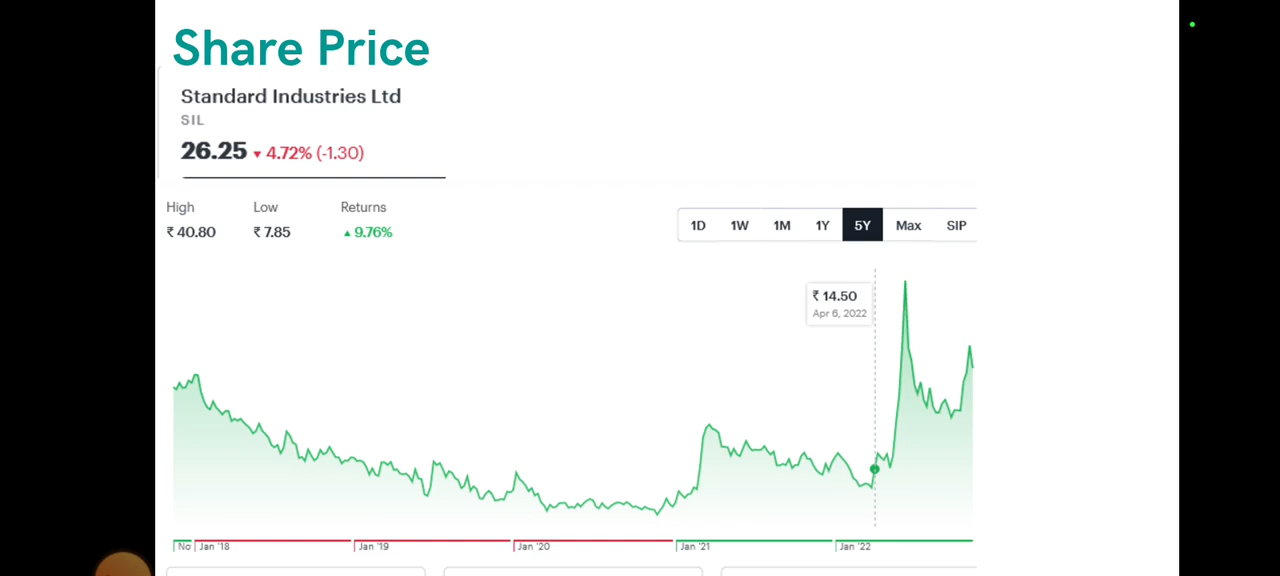 Share Price
Standard Industries Ltd
SIL
26.25 ▼ 4.72% (-1.30)
High Low Returns
₹ 40.80 ₹ 7.85 ▲ 9.76%
1D 1W 1M 1Y 5Y Max SIP
₹ 14.50
Apr 6, 2022
No Jan '18 Jan '19 Jan '20 Jan '21 Jan '22